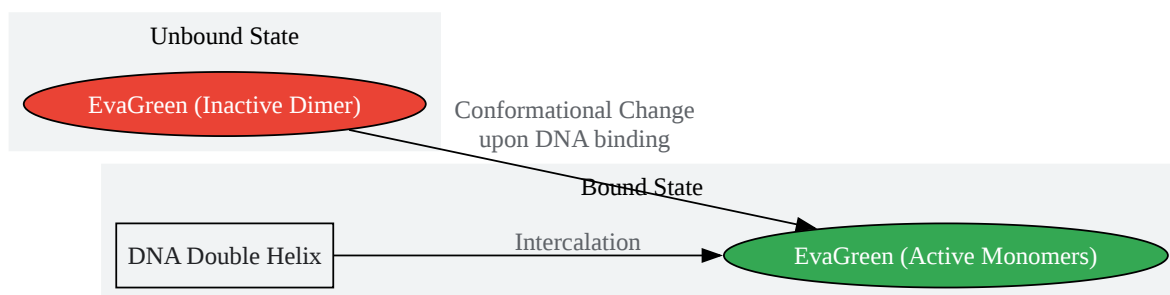 Unbound State
EvaGreen (Inactive Dimer)
Conformational Change
upon DNA binding
Bound State
DNA Double Helix
Intercalation
EvaGreen (Active Monomers)